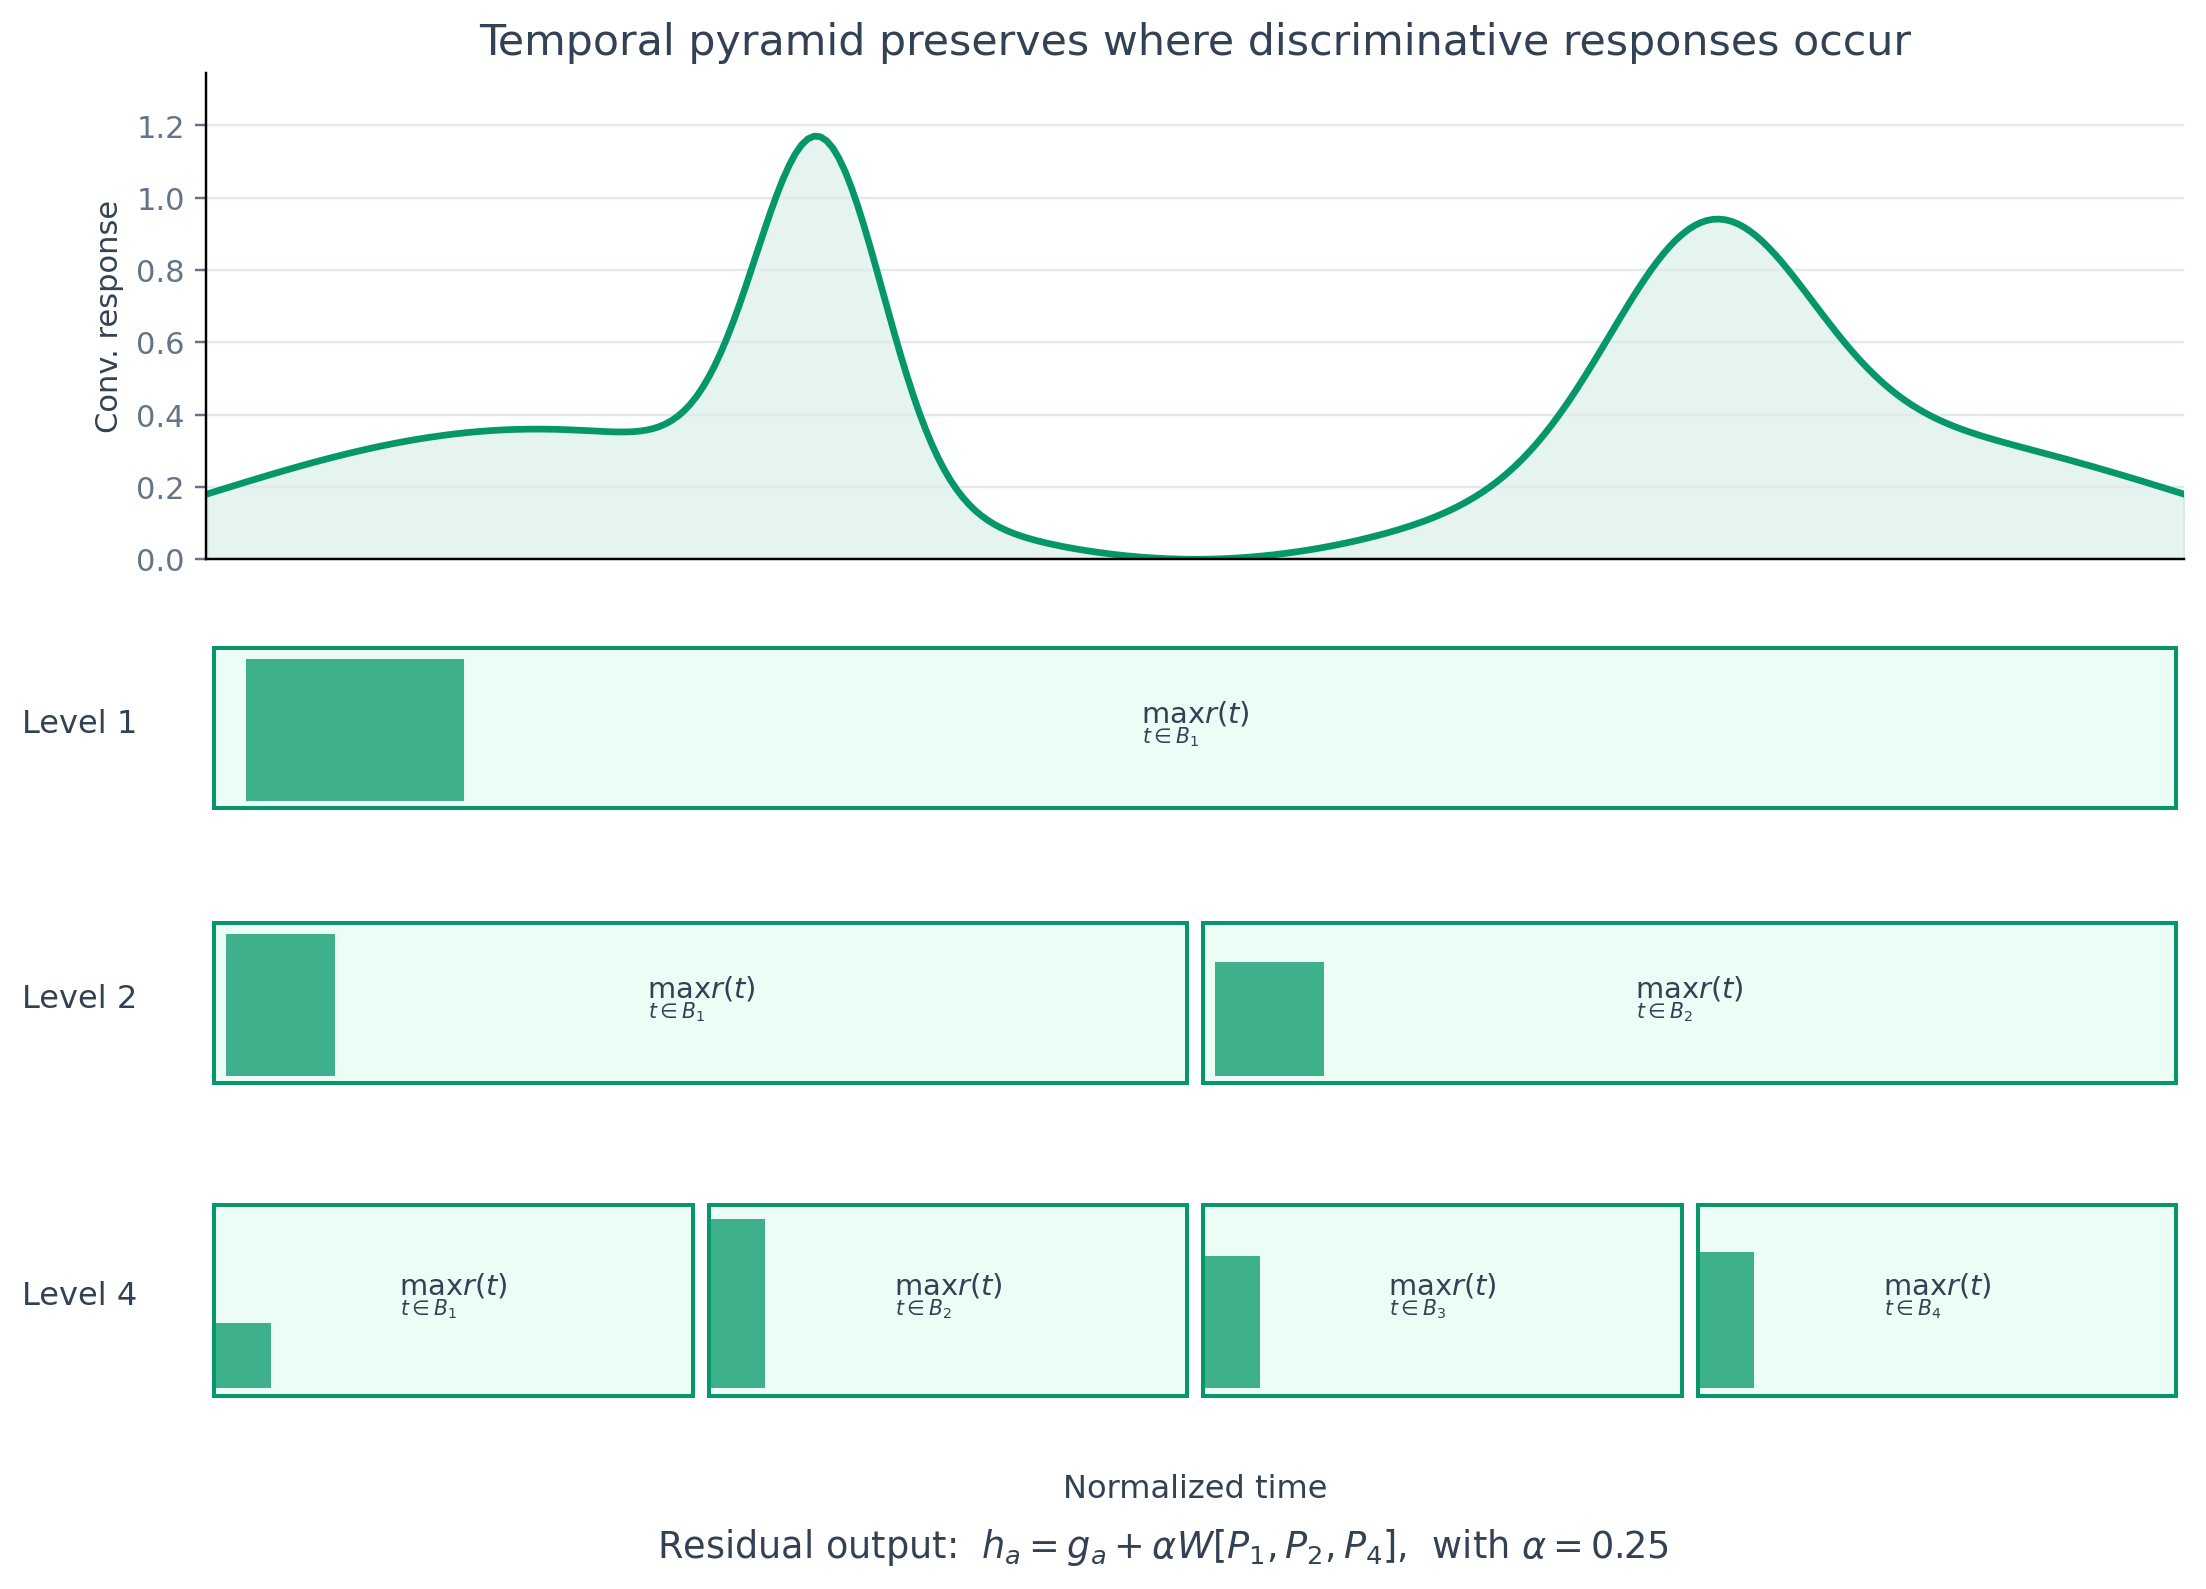 Temporal pyramid preserves where discriminative responses occur
Conv. response
1.2
1.0
0.8
0.6
0.4
0.2
0.0
Level 1
max r(t)
t∈B₁
Level 2
max r(t)
t∈B₁
max r(t)
t∈B₂
Level 4
max r(t)
t∈B₁
max r(t)
t∈B₂
max r(t)
t∈B₃
max r(t)
t∈B₄
Normalized time
Residual output: hₐ = gₐ + αW[P₁, P₂, P₄], with α = 0.25